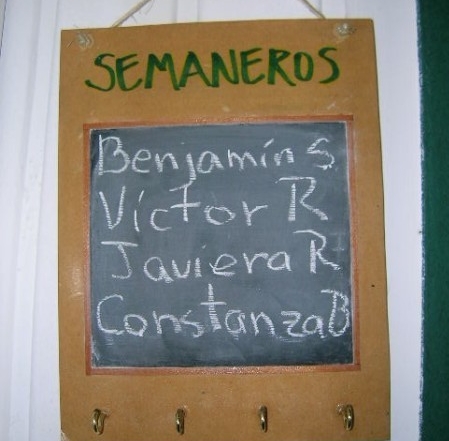 SEMANEROS
Benjamín S
Víctor R
Javiera R
Constanza B